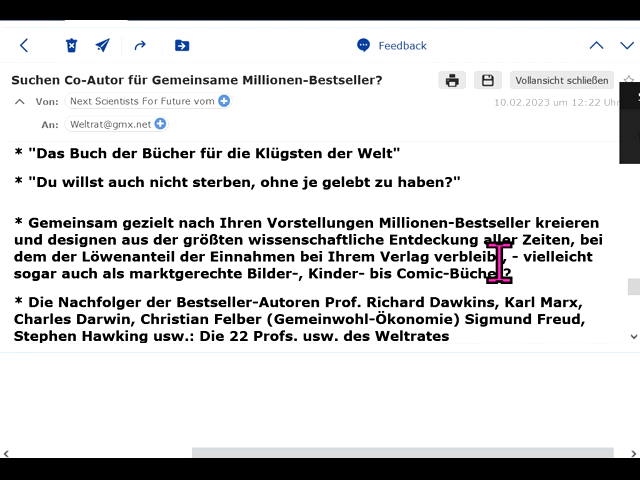 Feedback
Suchen Co-Autor für Gemeinsame Millionen-Bestseller?
Vollansicht schließen
Von: Next Scientists For Future vom
10.02.2023 um 12:22 Uhr
An: Weltrat@gmx.net
* "Das Buch der Bücher für die Klügsten der Welt"
* "Du willst auch nicht sterben, ohne je gelebt zu haben?"
* Gemeinsam gezielt nach Ihren Vorstellungen Millionen-Bestseller kreieren
und designen aus der größten wissenschaftliche Entdeckung aller Zeiten, bei
dem der Löwenanteil der Einnahmen bei Ihrem Verlag verbleibt, - vielleicht
sogar auch als marktgerechte Bilder-, Kinder- bis Comic-Bücher?
* Die Nachfolger der Bestseller-Autoren Prof. Richard Dawkins, Karl Marx,
Charles Darwin, Christian Felber (Gemeinwohl-Ökonomie) Sigmund Freud,
Stephen Hawking usw.: Die 22 Profs. usw. des Weltrates